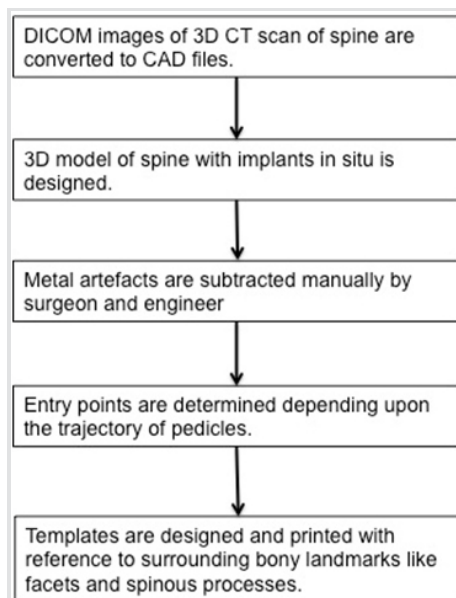 DICOM images of 3D CT scan of spine are
converted to CAD files.
3D model of spine with implants in situ is
designed.
Metal artefacts are subtracted manually by
surgeon and engineer
Entry points are determined depending upon
the trajectory of pedicles.
Templates are designed and printed with
reference to surrounding bony landmarks like
facets and spinous processes.